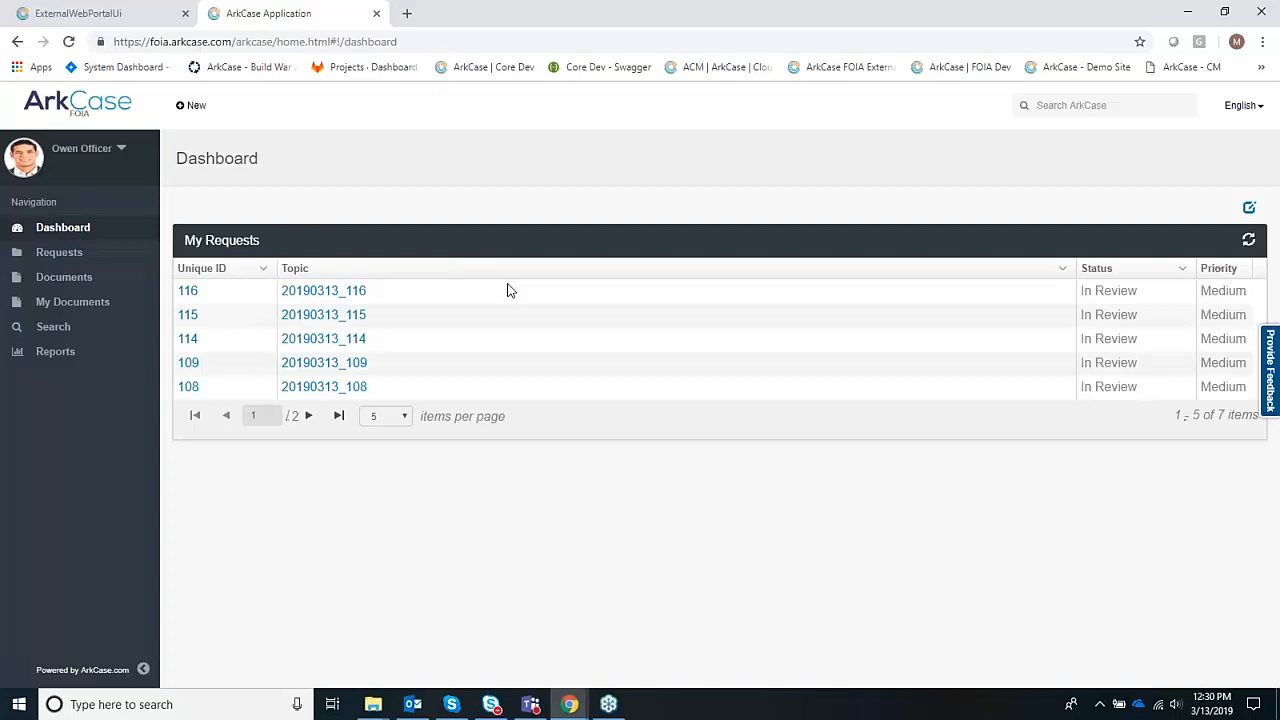 ExternalWebPortalUi
ArkCase Application
https://foia.arkcase.com/arkcase/home.html#!/dashboard
M
Apps
System Dashboard -
ArkCase - Build War
Projects · Dashboard
ArkCase | Core Dev
Core Dev - Swagger
ACM | ArkCase | Clou
ArkCase FOIA Extern
ArkCase | FOIA Dev
ArkCase - Demo Site
ArkCase - CM
»
ArkCase
FOIA
New
Search ArkCase
English
Owen Officer
Dashboard
Navigation
Dashboard
Requests
Documents
My Documents
Search
Reports
My Requests
Unique ID Topic Status Priority
116 20190313_116 In Review Medium
115 20190313_115 In Review Medium
114 20190313_114 In Review Medium
109 20190313_109 In Review Medium
108 20190313_108 In Review Medium
1 / 2 5 items per page 1 - 5 of 7 items
Provide Feedback
Powered by ArkCase.com
Type here to search
12:30 PM
3/13/2019